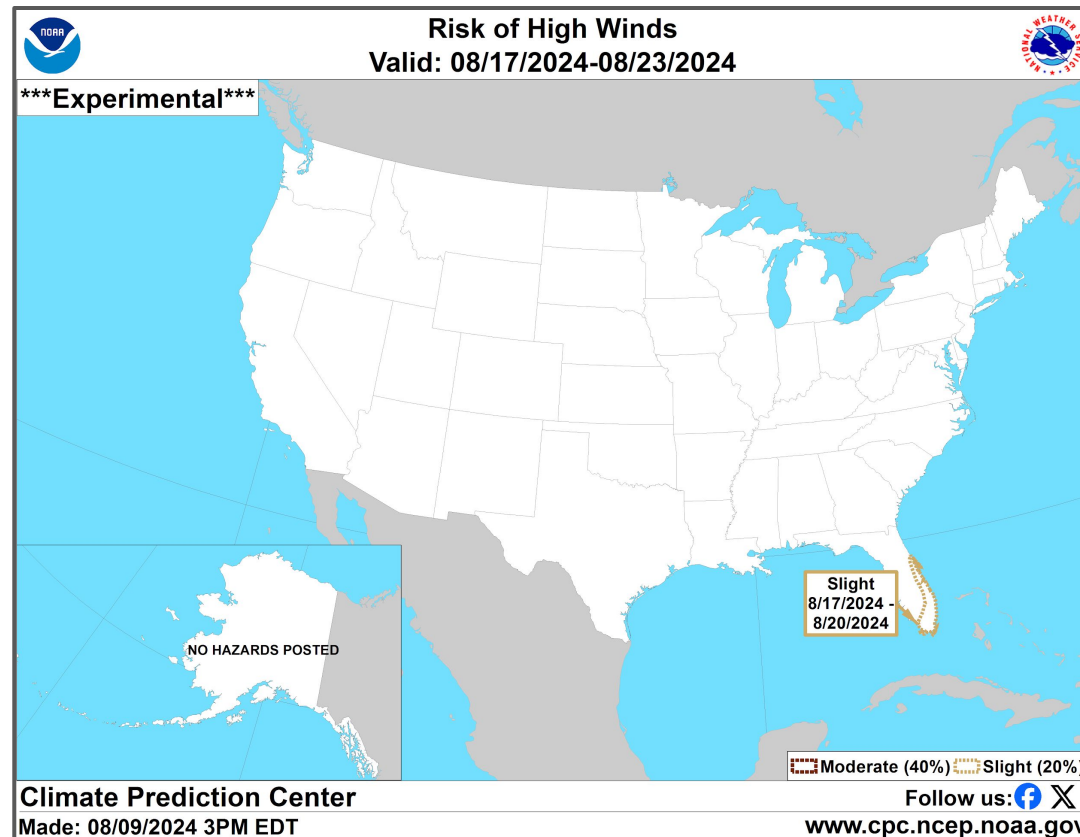 NOAA
Risk of High Winds
Valid: 08/17/2024-08/23/2024
NATIONAL WEATHER SERVICE
***Experimental***
Slight
8/17/2024 -
8/20/2024
NO HAZARDS POSTED
Moderate (40%) Slight (20%)
Climate Prediction Center
Follow us:
Made: 08/09/2024 3PM EDT
www.cpc.ncep.noaa.gov